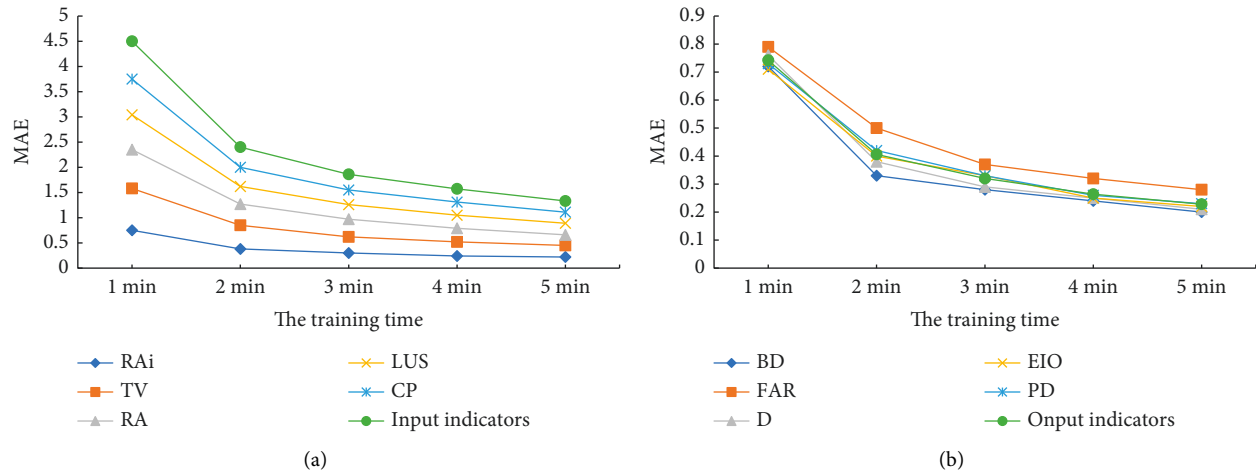 5
4.5
4
3.5
3
2.5
2
1.5
1
0.5
0
MAE
1 min 2 min 3 min 4 min 5 min
The training time
RAi LUS
TV CP
RA Input indicators
(a)
0.9
0.8
0.7
0.6
0.5
0.4
0.3
0.2
0.1
0
MAE
1 min 2 min 3 min 4 min 5 min
The training time
BD EIO
FAR PD
D Onput indicators
(b)